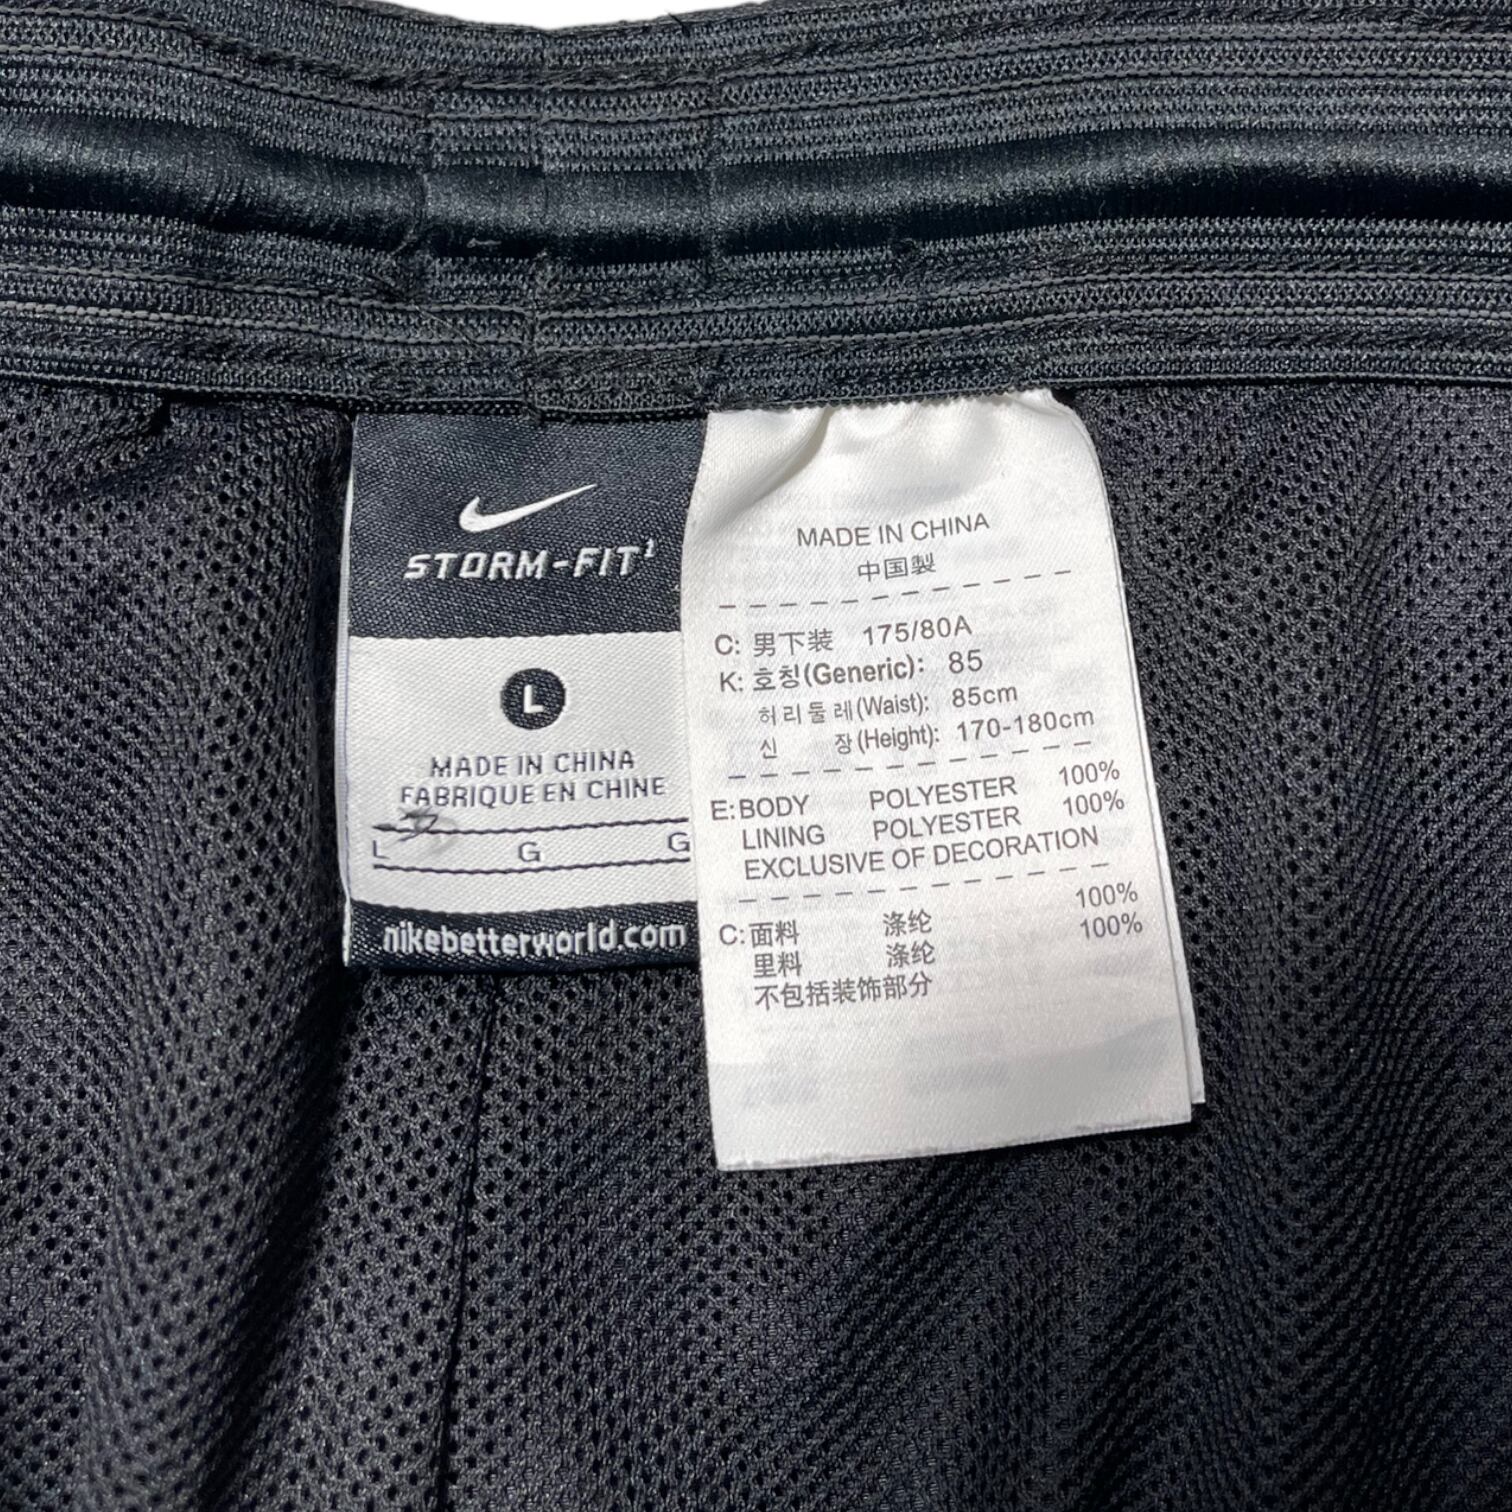 STORM-FIT¹
L
MADE IN CHINA
FABRIQUE EN CHINE
L G G
nikebetterworld.com
MADE IN CHINA
中国製
C: 男下装 175/80A
K: 호칭(Generic): 85
허리둘레(Waist): 85cm
신 장(Height): 170-180cm
E: BODY POLYESTER 100%
LINING POLYESTER 100%
EXCLUSIVE OF DECORATION
C: 面料 涤纶 100%
里料 涤纶 100%
不包括装饰部分